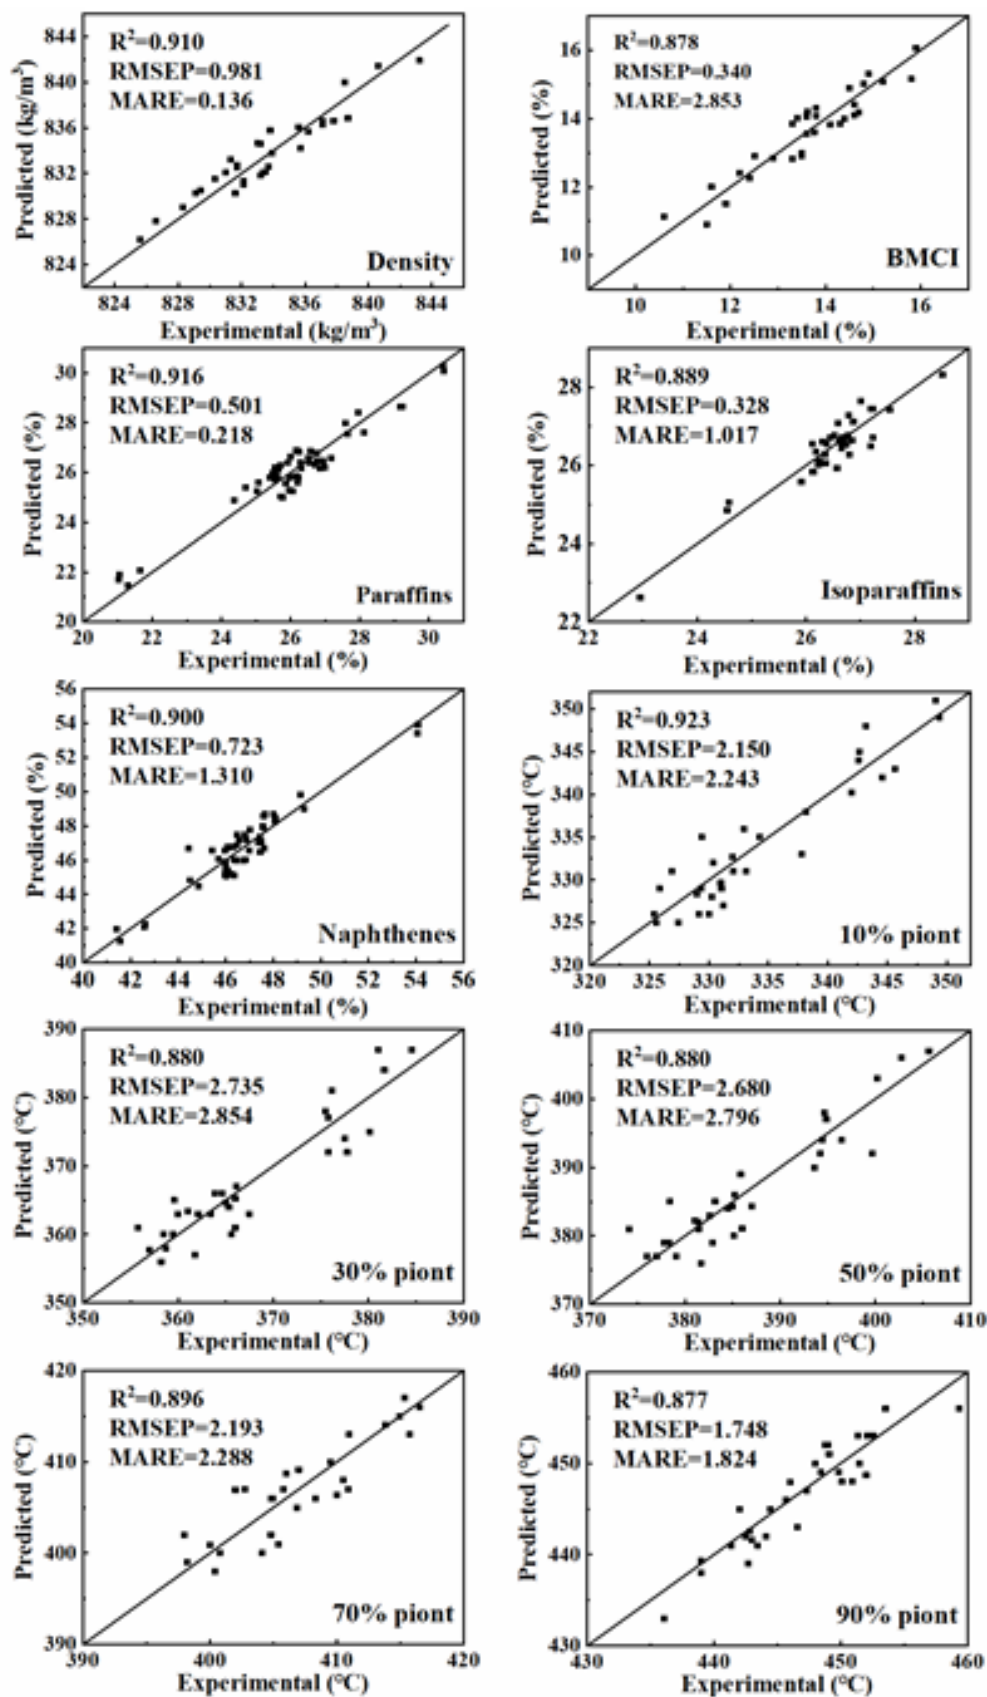 R²=0.910
RMSEP=0.981
MARE=0.136
Density
Predicted (kg/m³)
844
840
836
832
828
824
824 828 832 836 840 844
Experimental (kg/m³)
R²=0.878
RMSEP=0.340
MARE=2.853
BMCI
Predicted (%)
16
14
12
10
10 12 14 16
Experimental (%)
R²=0.916
RMSEP=0.501
MARE=0.218
Paraffins
Predicted (%)
30
28
26
24
22
20
20 22 24 26 28 30
Experimental (%)
R²=0.889
RMSEP=0.328
MARE=1.017
Isoparaffins
Predicted (%)
28
26
24
22
22 24 26 28
Experimental (%)
R²=0.900
RMSEP=0.723
MARE=1.310
Naphthenes
Predicted (%)
56
54
52
50
48
46
44
42
40
40 42 44 46 48 50 52 54 56
Experimental (%)
R²=0.923
RMSEP=2.150
MARE=2.243
10% piont
Predicted (°C)
350
345
340
335
330
325
320
320 325 330 335 340 345 350
Experimental (°C)
R²=0.880
RMSEP=2.735
MARE=2.854
30% piont
Predicted (°C)
390
380
370
360
350
350 360 370 380 390
Experimental (°C)
R²=0.880
RMSEP=2.680
MARE=2.796
50% piont
Predicted (°C)
410
400
390
380
370
370 380 390 400 410
Experimental (°C)
R²=0.896
RMSEP=2.193
MARE=2.288
70% piont
Predicted (°C)
420
410
400
390
390 400 410 420
Experimental (°C)
R²=0.877
RMSEP=1.748
MARE=1.824
90% piont
Predicted (°C)
460
450
440
430
430 440 450 460
Experimental (°C)